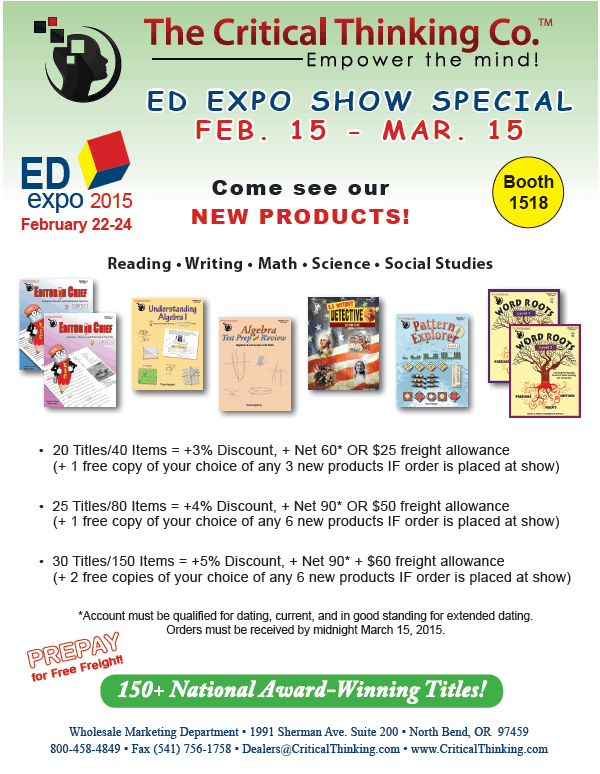 The Critical Thinking Co.™
Empower the mind!
ED EXPO SHOW SPECIAL
FEB. 15 - MAR. 15
ED
expo 2015
February 22-24
Come see our
NEW PRODUCTS!
Booth
1518
Reading • Writing • Math • Science • Social Studies
EDITOR IN CHIEF
EDITOR IN CHIEF
Understanding
Algebra I
Algebra
Test Prep & Review
U.S. HISTORY
DETECTIVE
Pattern
Explorer
WORD ROOTS
Level 1
WORD ROOTS
PREFIXES
SUFFIXES
ROOTS
• 20 Titles/40 Items = +3% Discount, + Net 60* OR $25 freight allowance
(+ 1 free copy of your choice of any 3 new products IF order is placed at show)
• 25 Titles/80 Items = +4% Discount, + Net 90* OR $50 freight allowance
(+ 1 free copy of your choice of any 6 new products IF order is placed at show)
• 30 Titles/150 Items = +5% Discount, + Net 90* + $60 freight allowance
(+ 2 free copies of your choice of any 6 new products IF order is placed at show)
*Account must be qualified for dating, current, and in good standing for extended dating.
Orders must be received by midnight March 15, 2015.
PREPAY
for Free Freight!
150+ National Award-Winning Titles!
Wholesale Marketing Department • 1991 Sherman Ave. Suite 200 • North Bend, OR 97459
800-458-4849 • Fax (541) 756-1758 • Dealers@CriticalThinking.com • www.CriticalThinking.com